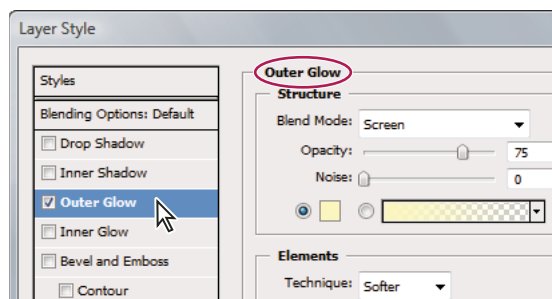 Layer Style
Styles
Blending Options: Default
Drop Shadow
Inner Shadow
Outer Glow
Inner Glow
Bevel and Emboss
Contour
Outer Glow
Structure
Blend Mode: Screen
Opacity: 75
Noise: 0
Elements
Technique: Softer